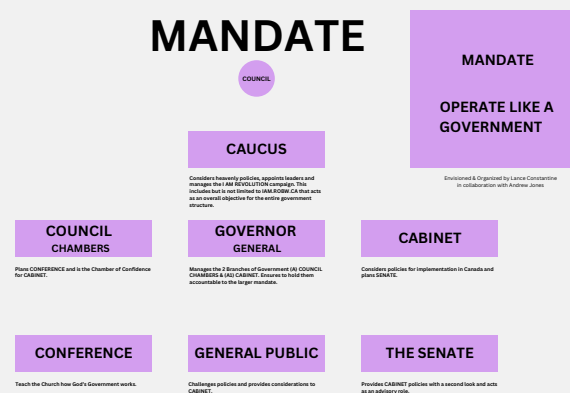 MANDATE
COUNCIL
MANDATE
OPERATE LIKE A
GOVERNMENT
Envisioned & Organized by Lance Constantine
in collaboration with Andrew Jones
CAUCUS
Considers heavenly policies, appoints leaders and
manages the I AM REVOLUTION campaign. This
includes but is not limited to IAM.ROBW.CA that acts
as an overall objective for the entire government
structure.
COUNCIL
CHAMBERS
Plans CONFERENCE and is the Chamber of Confidence
for CABINET.
GOVERNOR
GENERAL
Manages the 2 Branches of Government (A) COUNCIL
CHAMBERS & (A1) CABINET. Ensures to hold them
accountable to the larger mandate.
CABINET
Considers policies for implementation in Canada and
plans SENATE.
CONFERENCE
Teach the Church how God's Government works.
GENERAL PUBLIC
Challenges policies and provides considerations to
CABINET.
THE SENATE
Provides CABINET policies with a second look and acts
as an advisory role.